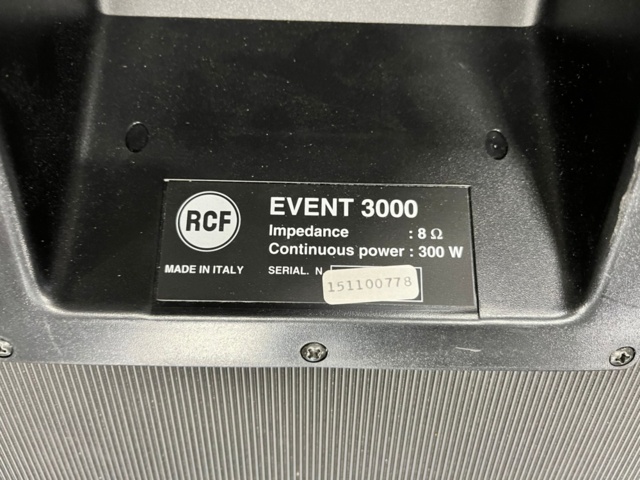 RCF
EVENT 3000
Impedance : 8 Ω
Continuous power : 300 W
MADE IN ITALY
SERIAL. N
151100778